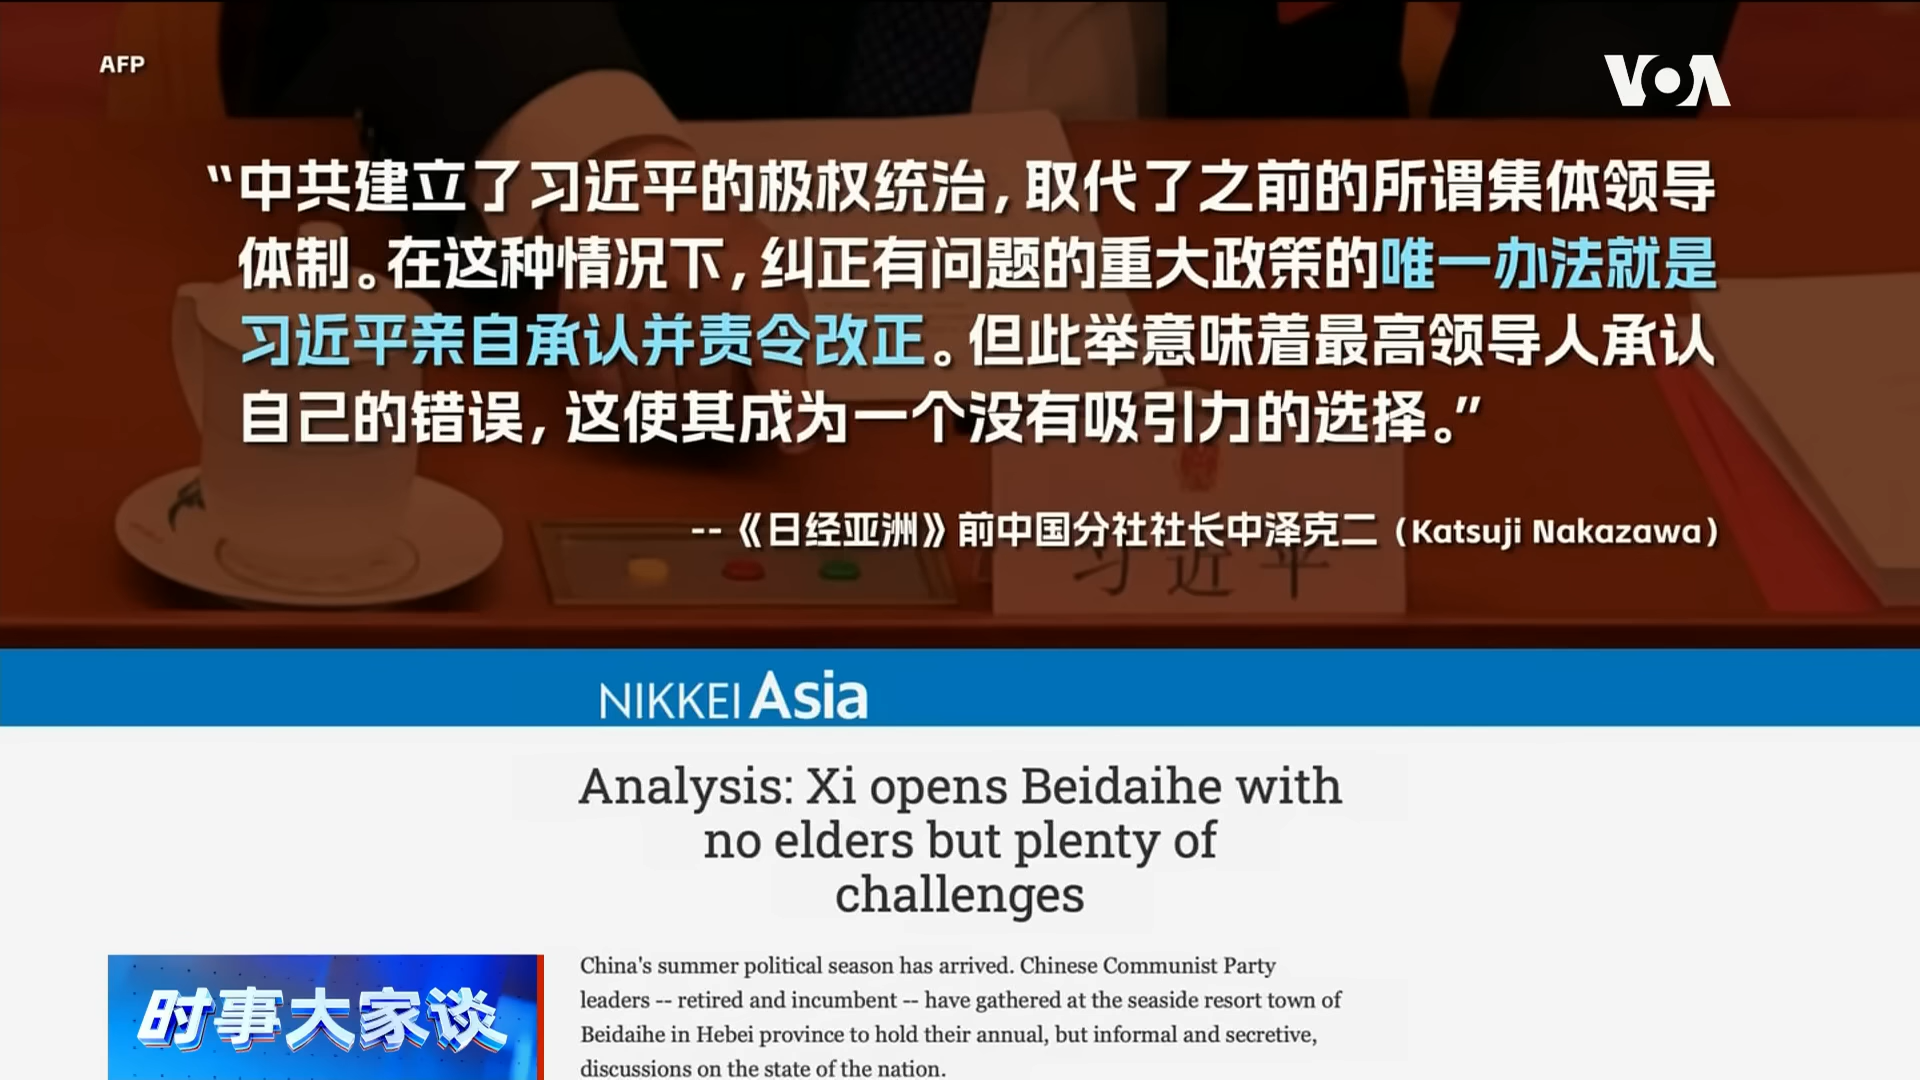 AFP
VOA
“中共建立了习近平的极权统治,取代了之前的所谓集体领导
体制。在这种情况下,纠正有问题的重大政策的唯一办法就是
习近平亲自承认并责令改正。但此举意味着最高领导人承认
自己的错误,这使其成为一个没有吸引力的选择。”
--《日经亚洲》前中国分社社长中泽克二(Katsuji Nakazawa)
习近平
NIKKEI Asia
Analysis: Xi opens Beidaihe with
no elders but plenty of
challenges
China's summer political season has arrived. Chinese Communist Party
leaders -- retired and incumbent -- have gathered at the seaside resort town of
Beidaihe in Hebei province to hold their annual, but informal and secretive,
discussions on the state of the nation.
时事大家谈